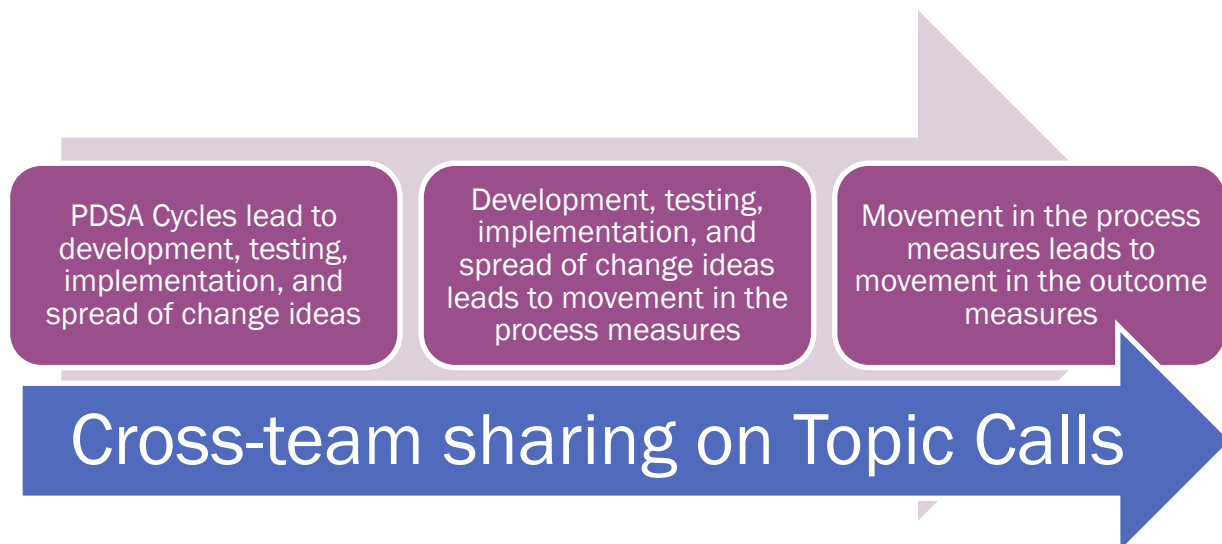 PDSA Cycles lead to
development, testing,
implementation, and
spread of change ideas
Development, testing,
implementation, and
spread of change ideas
leads to movement in the
process measures
Movement in the process
measures leads to
movement in the outcome
measures
Cross-team sharing on Topic Calls